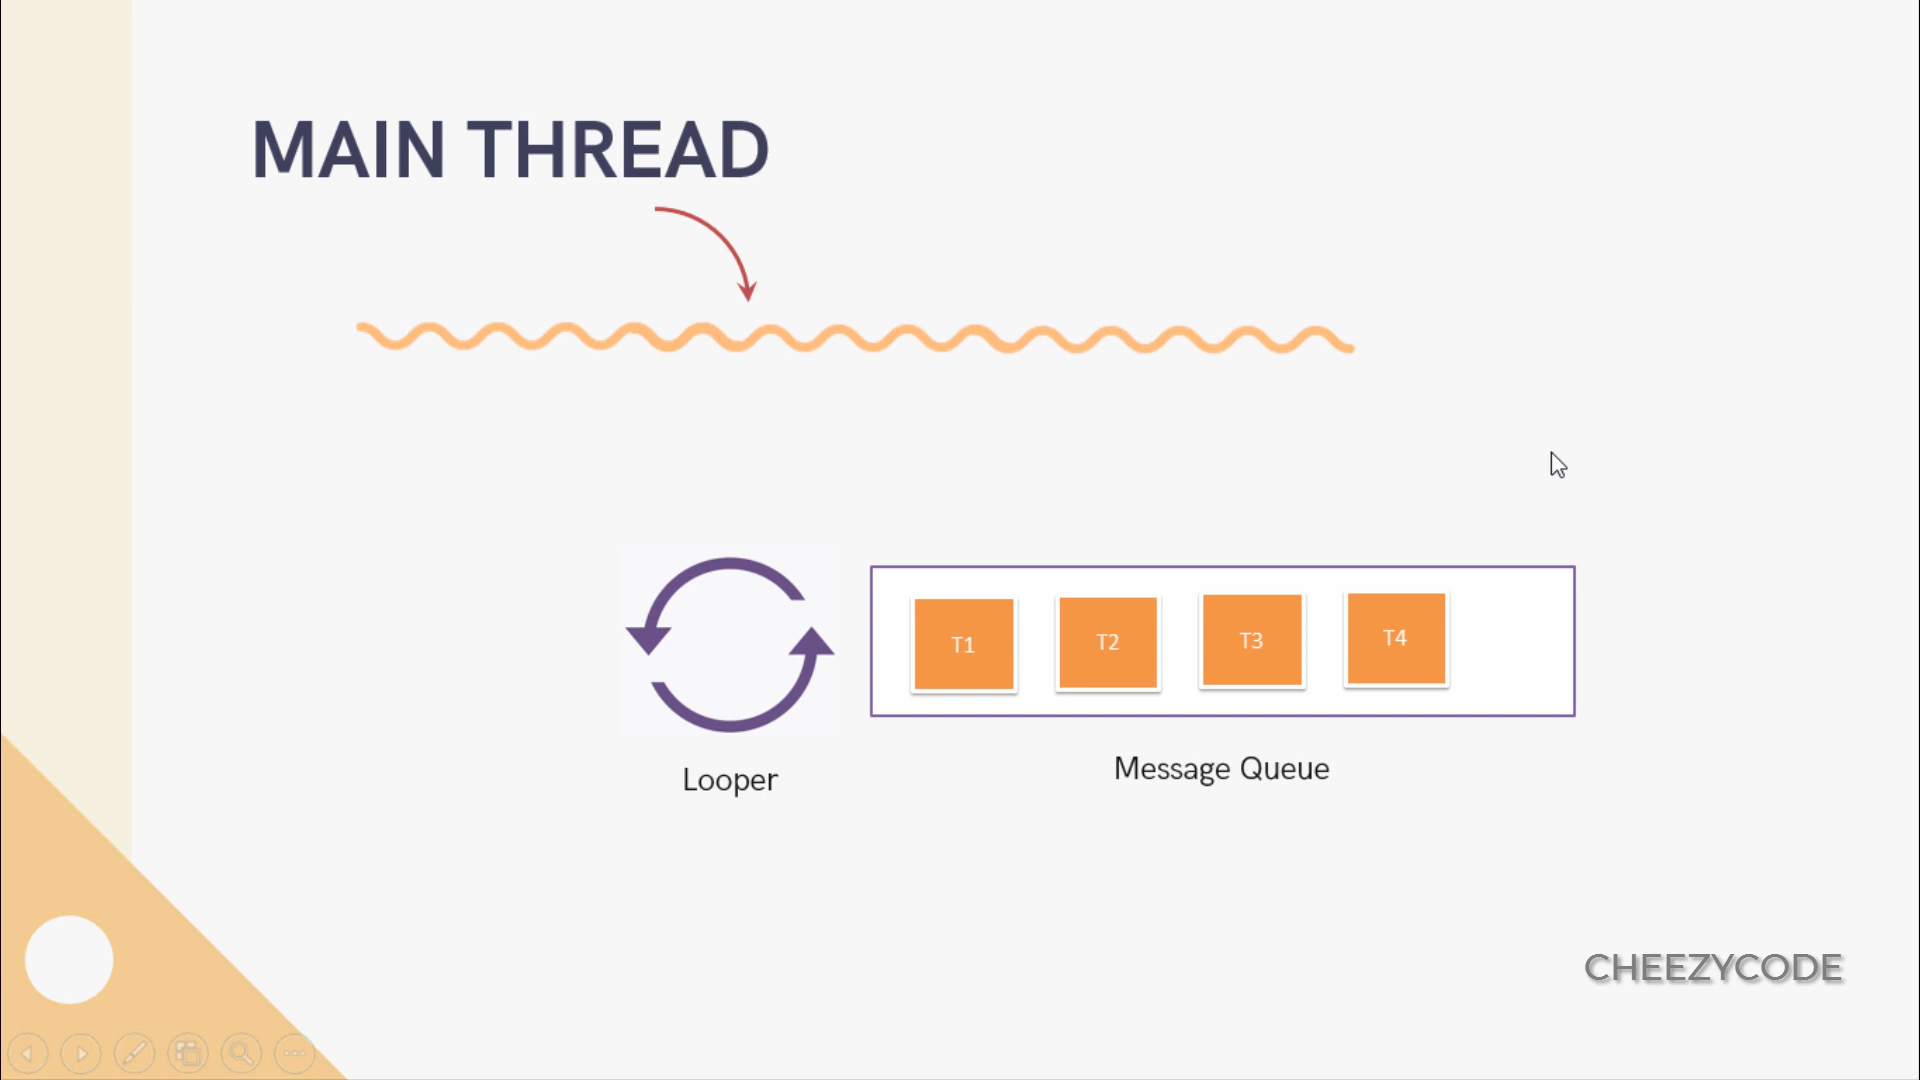 MAIN THREAD
T1 T2 T3 T4
Looper
Message Queue
CHEEZYCODE